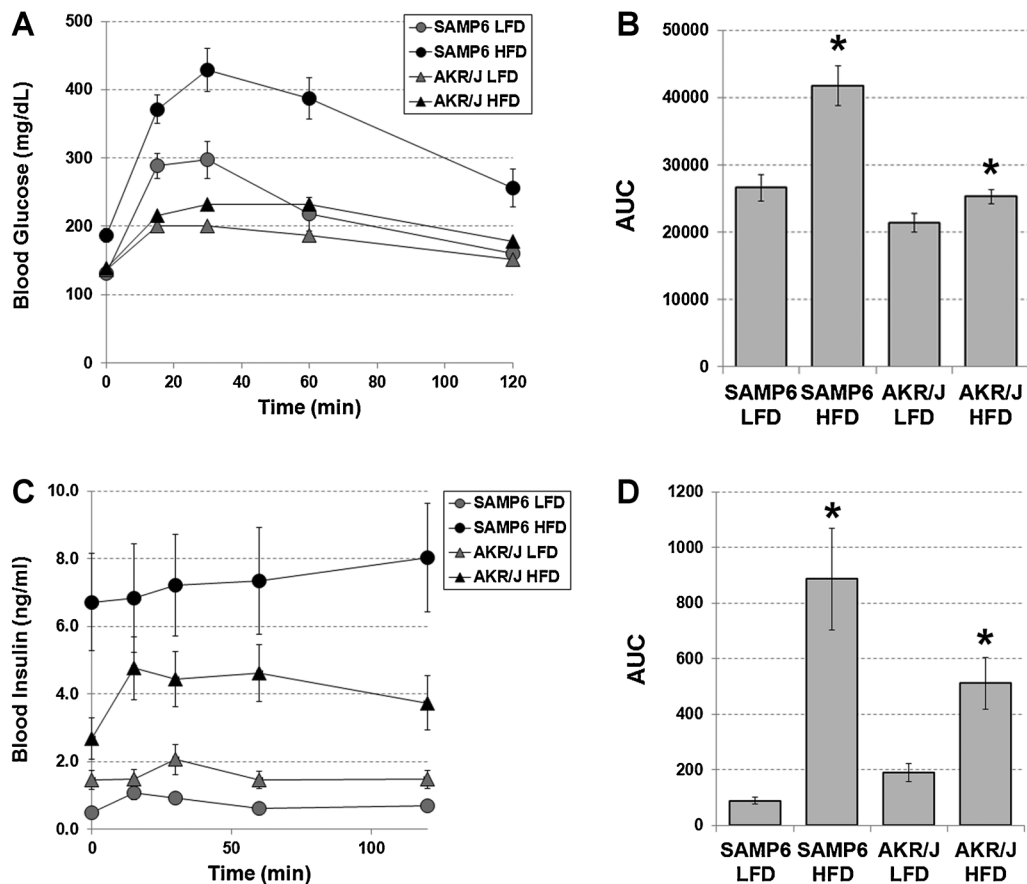 A
Blood Glucose (mg/dL)
500
400
300
200
100
0
0
20
40
60
80
100
120
Time (min)
SAMP6 LFD
SAMP6 HFD
AKR/J LFD
AKR/J HFD
B
AUC
50000
40000
30000
20000
10000
0
*
*
SAMP6 SAMP6 AKR/J AKR/J
LFD HFD LFD HFD
C
Blood Insulin (ng/ml)
10.0
8.0
6.0
4.0
2.0
0.0
0
50
100
Time (min)
SAMP6 LFD
SAMP6 HFD
AKR/J LFD
AKR/J HFD
D
AUC
1200
1000
800
600
400
200
0
*
*
SAMP6 SAMP6 AKR/J AKR/J
LFD HFD LFD HFD